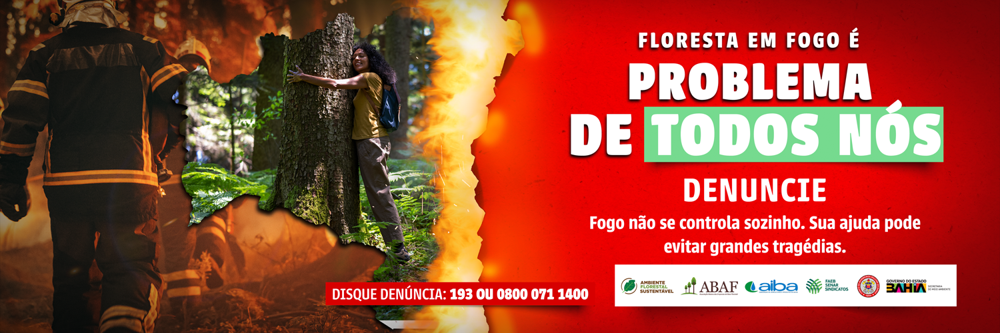 FLORESTA EM FOGO É
PROBLEMA
DE TODOS NÓS
DENUNCIE
Fogo não se controla sozinho. Sua ajuda pode
evitar grandes tragédias.
DISQUE DENÚNCIA: 193 OU 0800 071 1400
AMBIENTE
FLORESTAL
SUSTENTÁVEL
ABAF
aiba
FAEB
SENAR
SINDICATOS
GOVERNO DO ESTADO
BAHIA
SECRETARIA
DO MEIO AMBIENTE